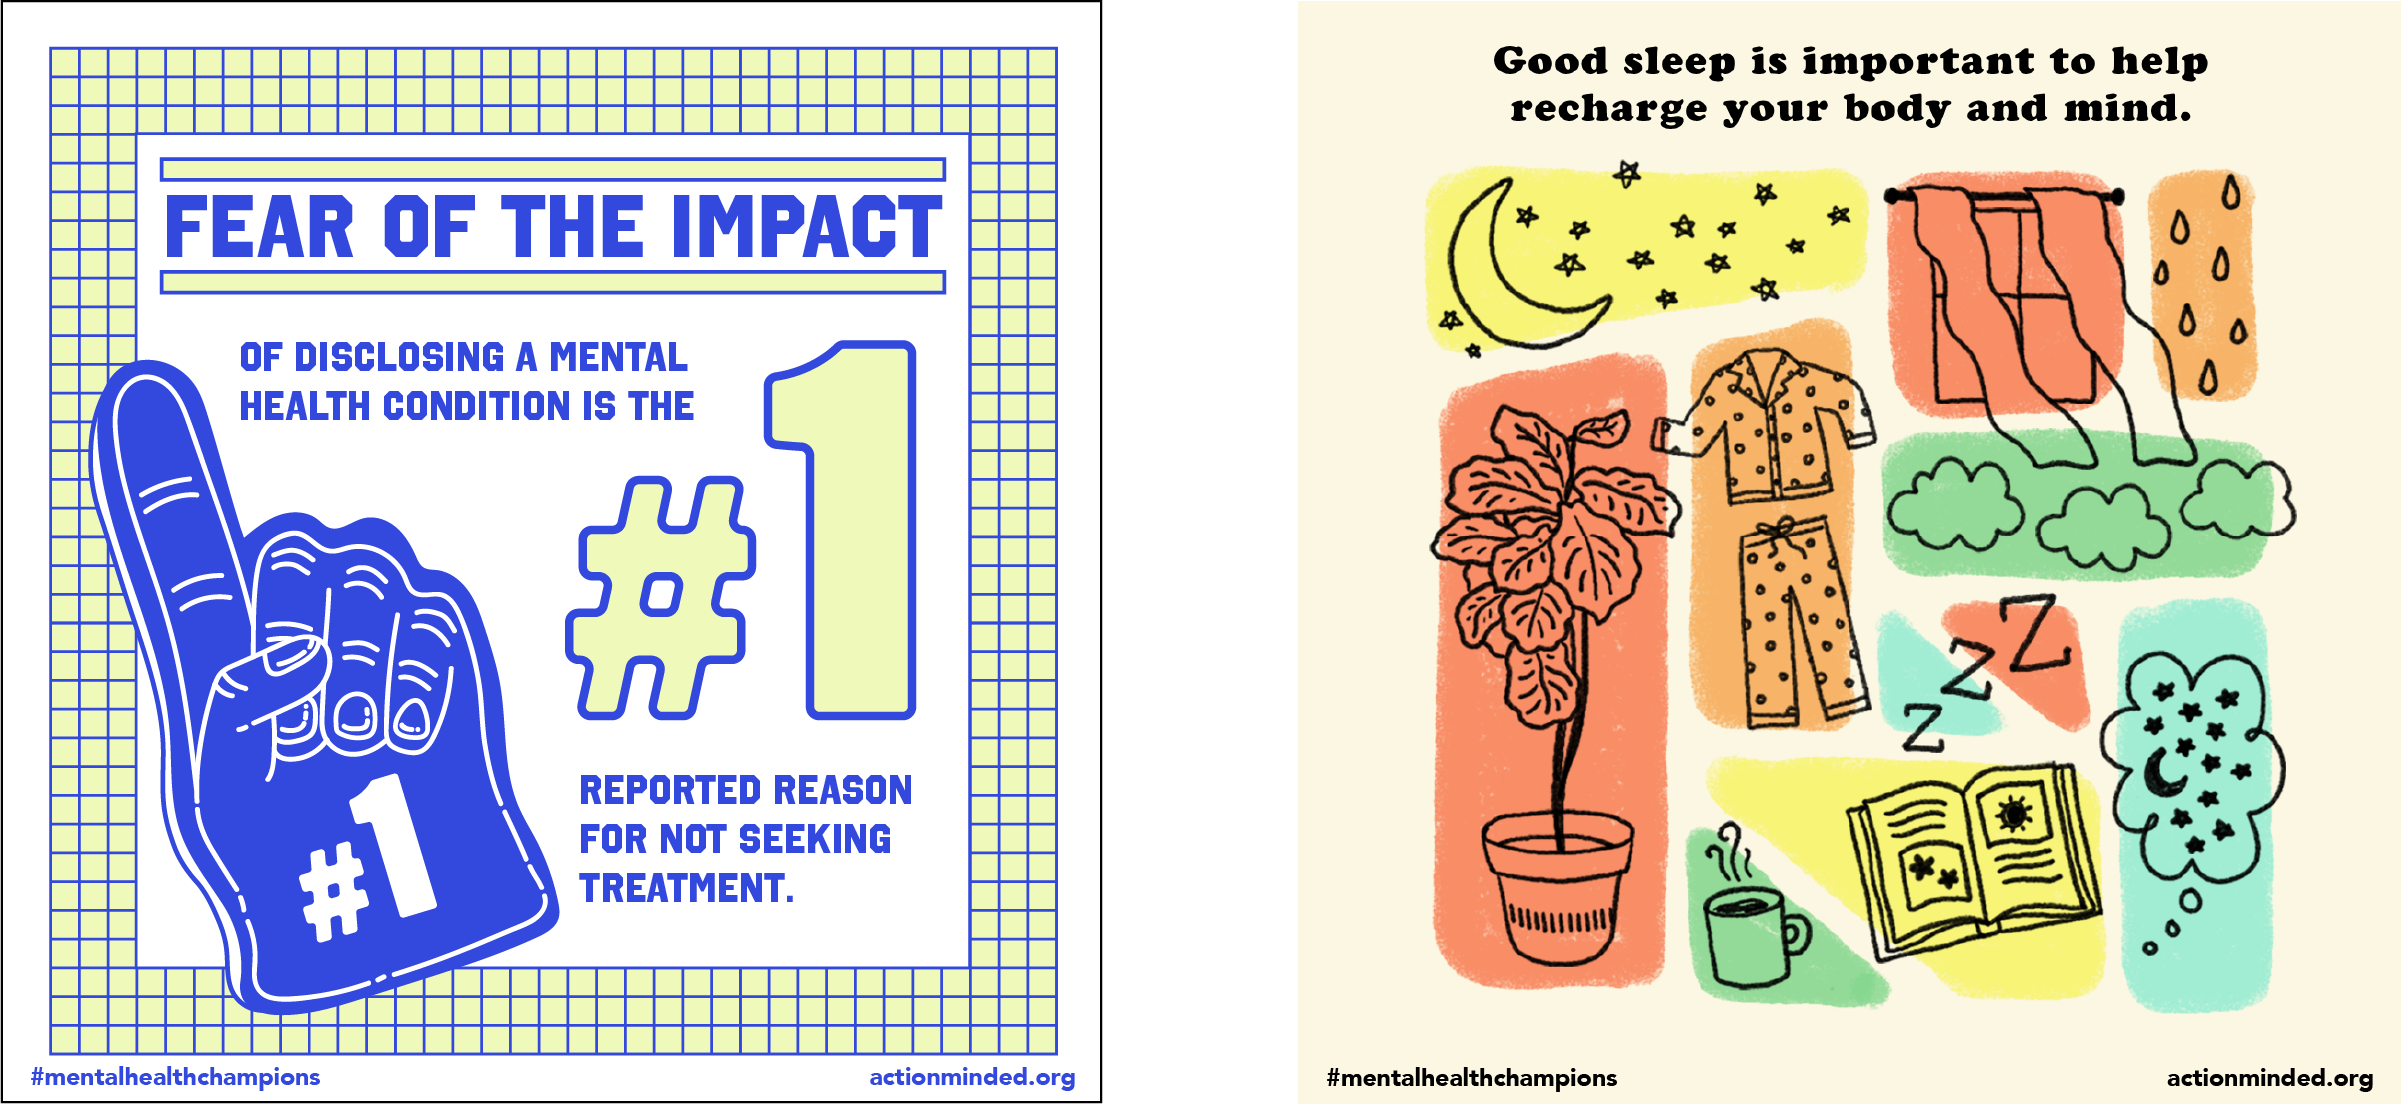 FEAR OF THE IMPACT
OF DISCLOSING A MENTAL
HEALTH CONDITION IS THE
#1
REPORTED REASON
FOR NOT SEEKING
TREATMENT.
#1
#mentalhealthchampions
actionminded.org
Good sleep is important to help
recharge your body and mind.
Z
Z
Z
#mentalhealthchampions
actionminded.org